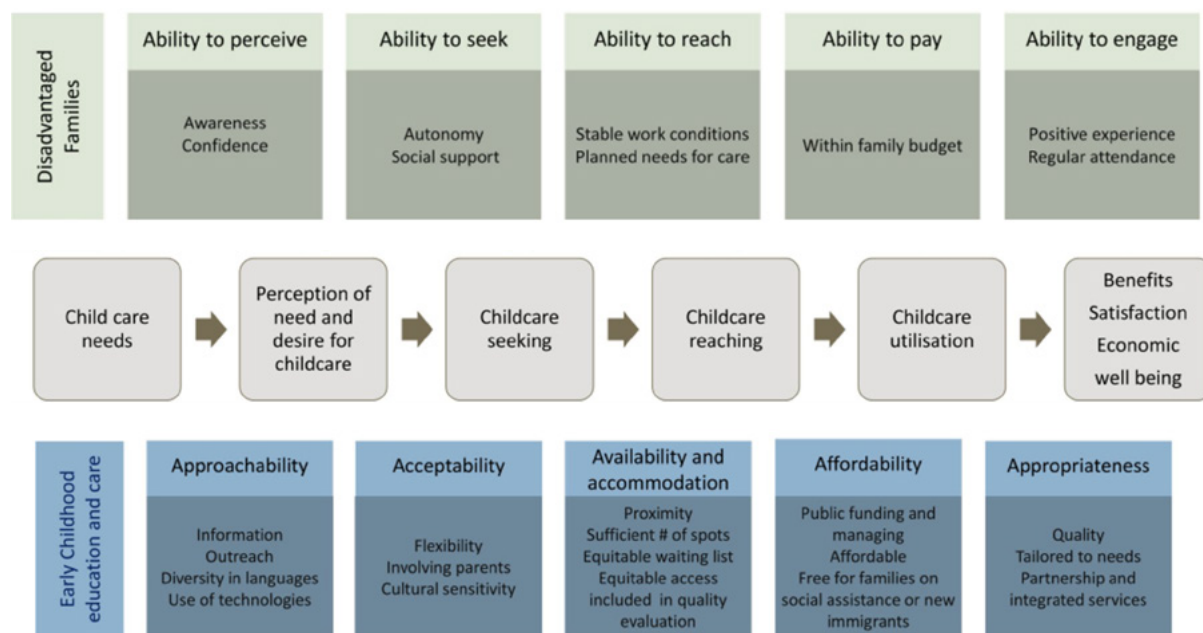 Disadvantaged
Families
Ability to perceive
Awareness
Confidence
Ability to seek
Autonomy
Social support
Ability to reach
Stable work conditions
Planned needs for care
Ability to pay
Within family budget
Ability to engage
Positive experience
Regular attendance
Child care
needs
Perception of
need and
desire for
childcare
Childcare
seeking
Childcare
reaching
Childcare
utilisation
Benefits
Satisfaction
Economic
well being
Early Childhood
education and care
Approachability
Information
Outreach
Diversity in languages
Use of technologies
Acceptability
Flexibility
Involving parents
Cultural sensitivity
Availability and
accommodation
Proximity
Sufficient # of spots
Equitable waiting list
Equitable access
included in quality
evaluation
Affordability
Public funding and
managing
Affordable
Free for families on
social assistance or new
immigrants
Appropriateness
Quality
Tailored to needs
Partnership and
integrated services